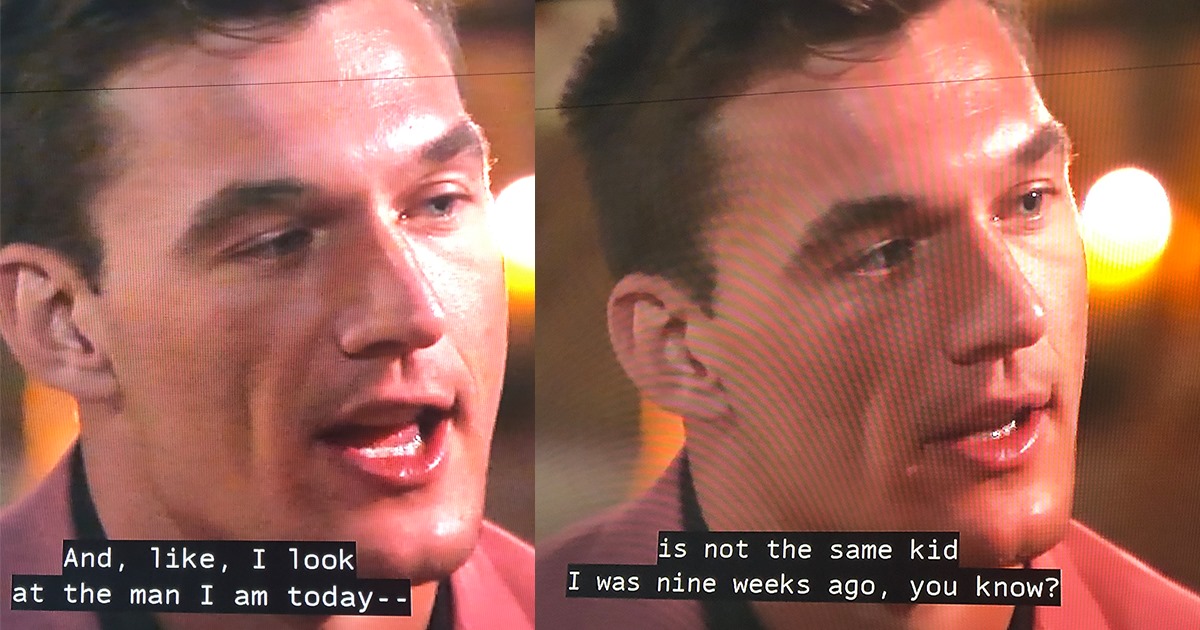 And, like, I look
at the man I am today--
is not the same kid
I was nine weeks ago, you know?